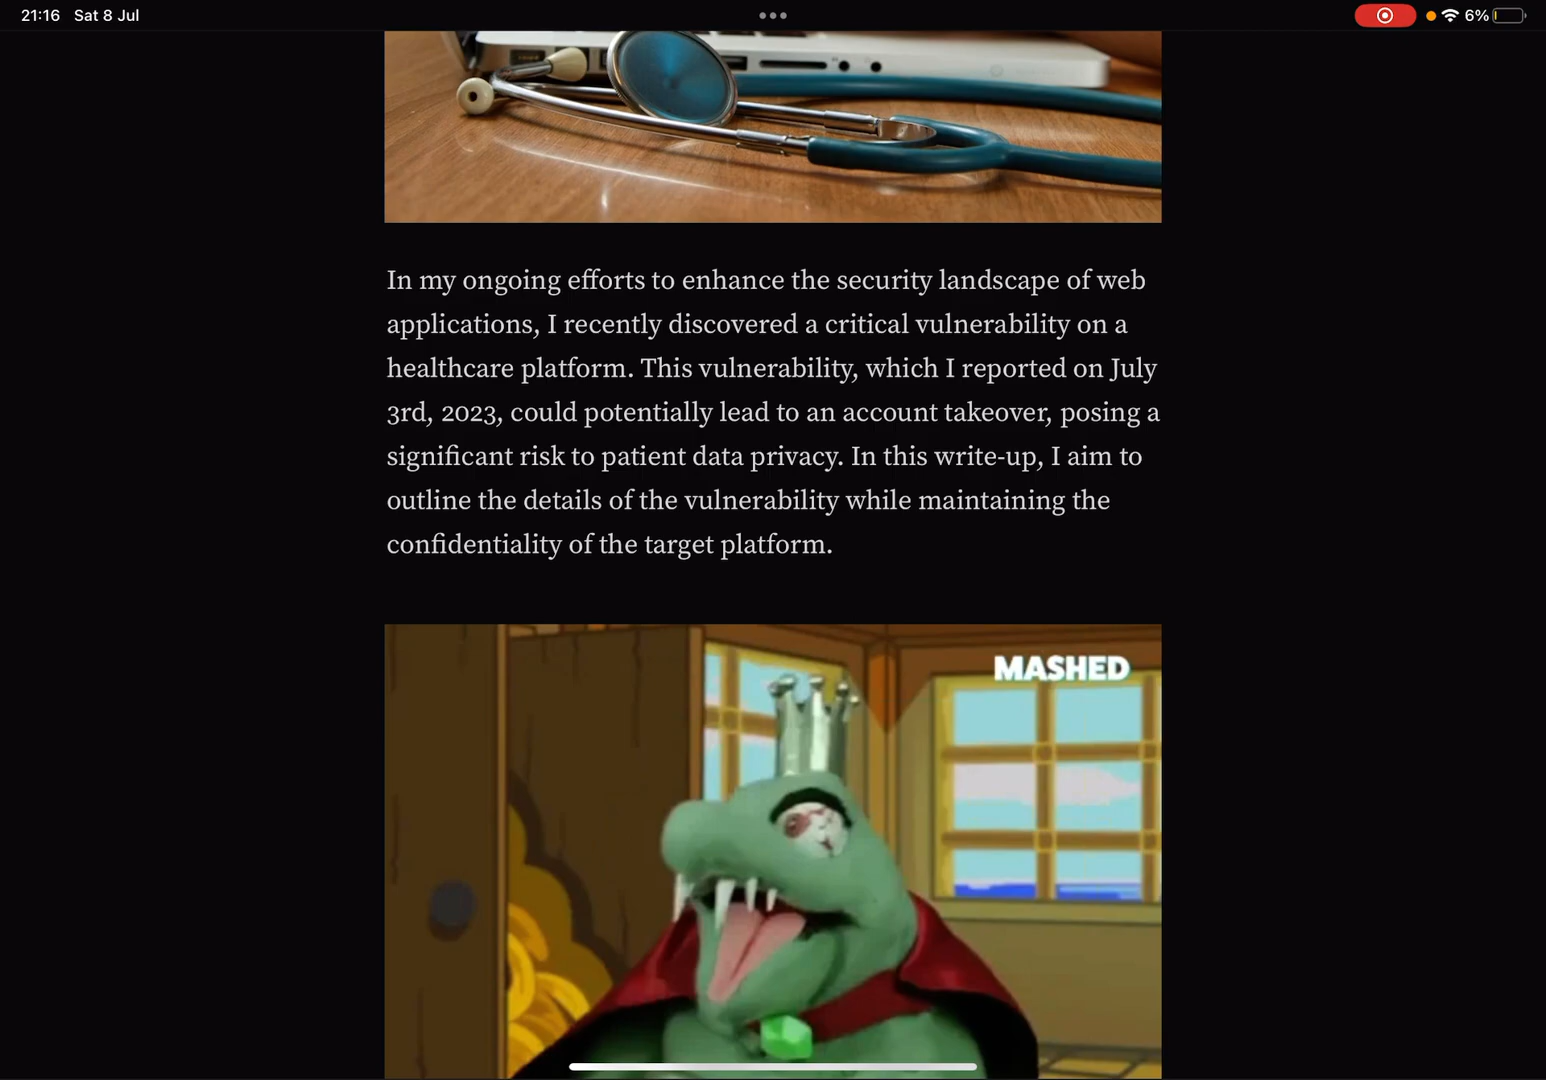 21:16 Sat 8 Jul
6%
In my ongoing efforts to enhance the security landscape of web
applications, I recently discovered a critical vulnerability on a
healthcare platform. This vulnerability, which I reported on July
3rd, 2023, could potentially lead to an account takeover, posing a
significant risk to patient data privacy. In this write-up, I aim to
outline the details of the vulnerability while maintaining the
confidentiality of the target platform.
MASHED